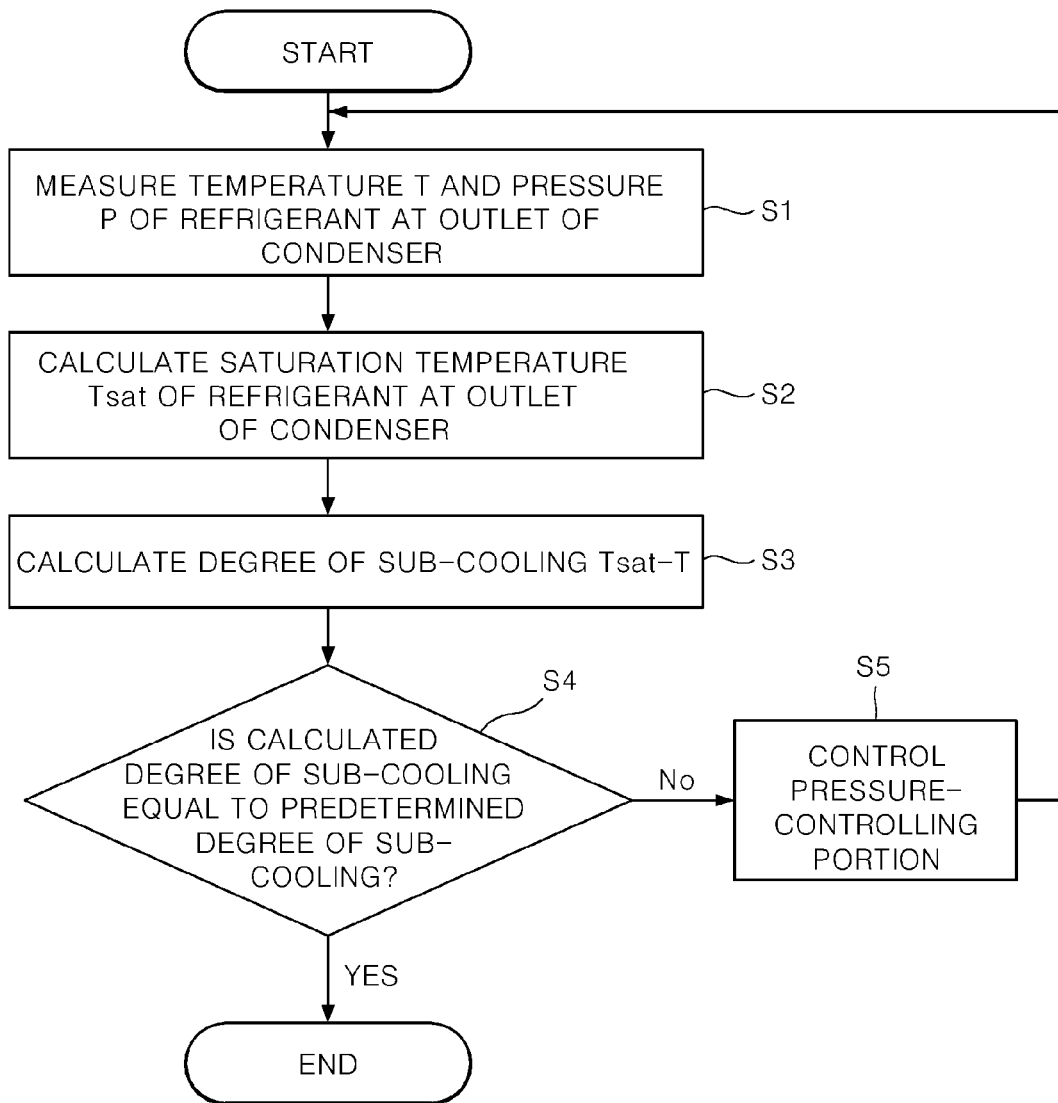 START
MEASURE TEMPERATURE T AND PRESSURE
P OF REFRIGERANT AT OUTLET OF
CONDENSER
S1
CALCULATE SATURATION TEMPERATURE
Tsat OF REFRIGERANT AT OUTLET
OF CONDENSER
S2
CALCULATE DEGREE OF SUB-COOLING Tsat-T
S3
S4
IS CALCULATED
DEGREE OF SUB-COOLING
EQUAL TO PREDETERMINED
DEGREE OF SUB-
COOLING?
No
S5
CONTROL
PRESSURE-
CONTROLLING
PORTION
YES
END